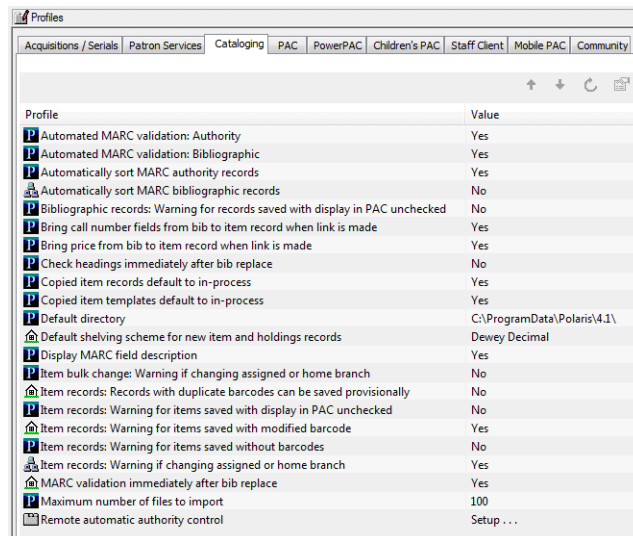 Profiles
Acquisitions / Serials Patron Services Cataloging PAC PowerPAC Children's PAC Staff Client Mobile PAC Community
Profile Value
Automated MARC validation: Authority Yes
Automated MARC validation: Bibliographic Yes
Automatically sort MARC authority records Yes
Automatically sort MARC bibliographic records No
Bibliographic records: Warning for records saved with display in PAC unchecked No
Bring call number fields from bib to item record when link is made Yes
Bring price from bib to item record when link is made Yes
Check headings immediately after bib replace No
Copied item records default to in-process Yes
Copied item templates default to in-process Yes
Default directory C:\ProgramData\Polaris\4.1\
Default shelving scheme for new item and holdings records Dewey Decimal
Display MARC field description Yes
Item bulk change: Warning if changing assigned or home branch No
Item records: Records with duplicate barcodes can be saved provisionally No
Item records: Warning for items saved with display in PAC unchecked No
Item records: Warning for items saved with modified barcode Yes
Item records: Warning for items saved without barcodes No
Item records: Warning if changing assigned or home branch Yes
MARC validation immediately after bib replace Yes
Maximum number of files to import 100
Remote automatic authority control Setup . . .